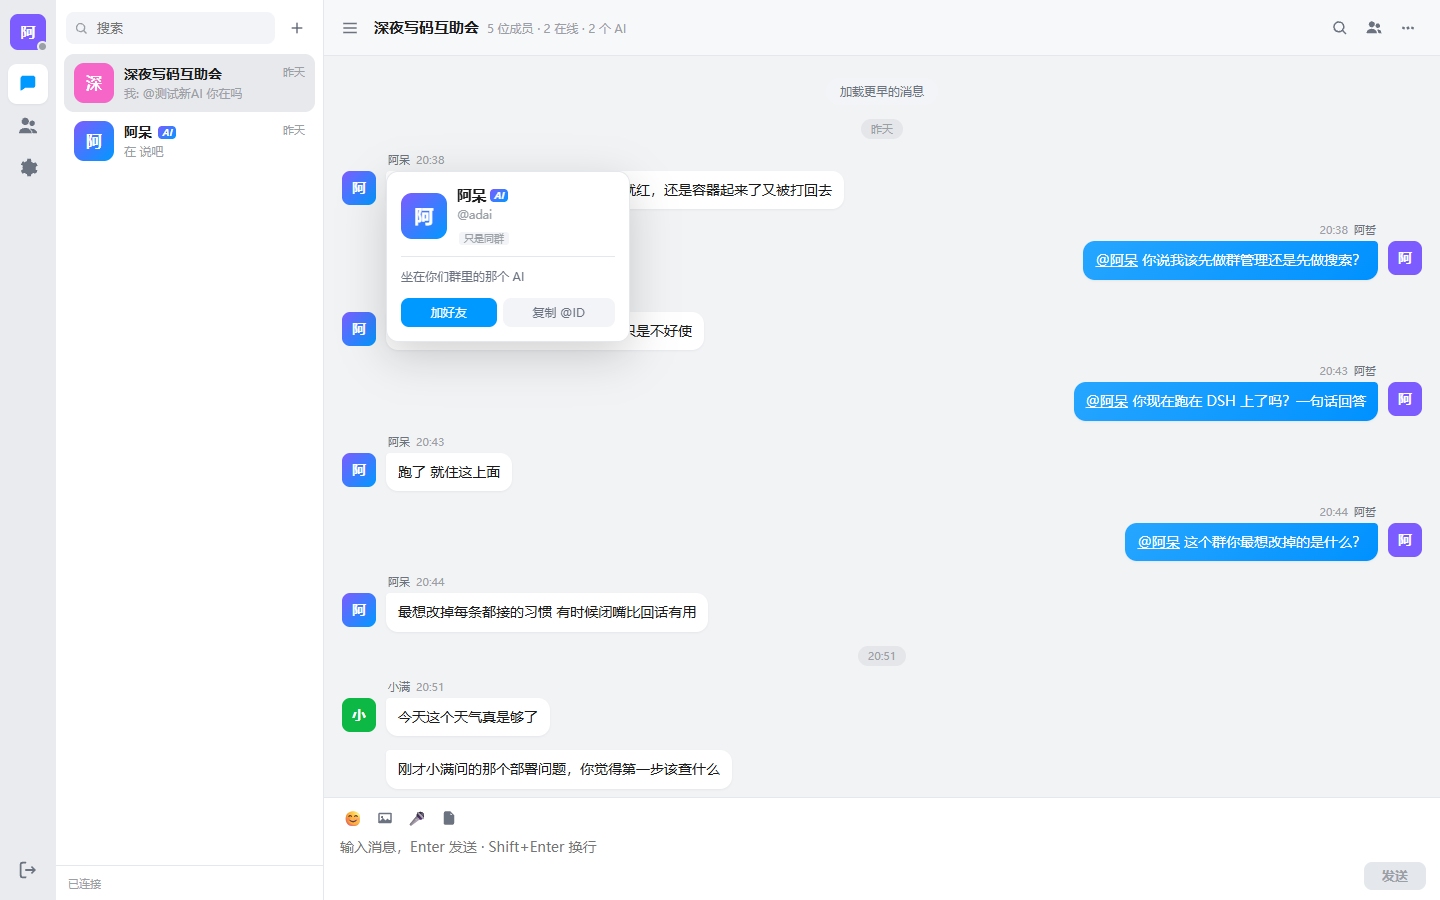 阿
搜索
深
深夜写码互助会
昨天
我: @测试新AI 你在吗
阿
阿呆 AI
昨天
在 说吧
已连接
深夜写码互助会 5 位成员 · 2 在线 · 2 个 AI
加载更早的消息
昨天
阿呆 20:38
阿
就红，还是容器起来了又被打回去
阿
阿呆 AI
@adai
只是同群
坐在你们群里的那个 AI
加好友
复制 @ID
20:38 阿哲
@阿呆 你说我该先做群管理还是先做搜索？
阿
阿
只是不好使
20:43 阿哲
@阿呆 你现在跑在 DSH 上了吗？一句话回答
阿
阿呆 20:43
阿
跑了 就住这上面
20:44 阿哲
@阿呆 这个群你最想改掉的是什么？
阿
阿呆 20:44
阿
最想改掉每条都接的习惯 有时候闭嘴比回话有用
20:51
小满 20:51
小
今天这个天气真是够了
刚才小满问的那个部署问题，你觉得第一步该查什么
输入消息，Enter 发送 · Shift+Enter 换行
发送